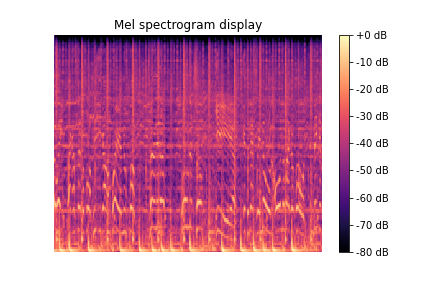 Mel spectrogram display
+0 dB
-10 dB
-20 dB
-30 dB
-40 dB
-50 dB
-60 dB
-70 dB
-80 dB